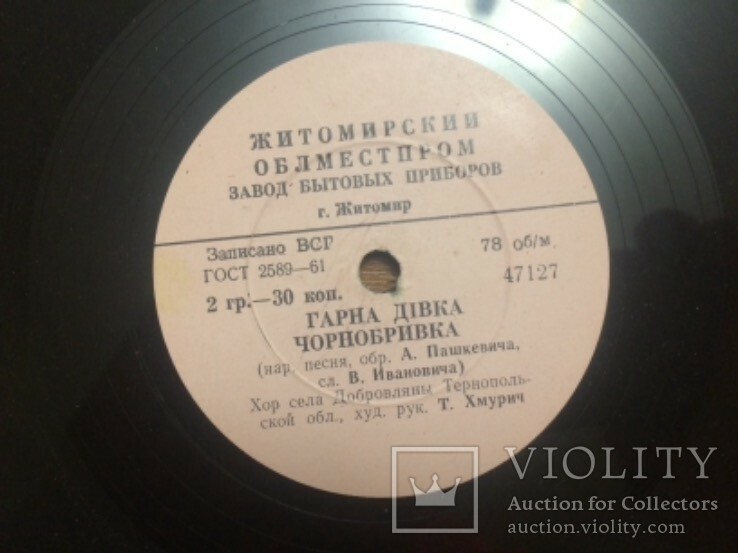 ЖИТОМИРСКИЙ
ОБЛМЕСТПРОМ
ЗАВОД БЫТОВЫХ ПРИБОРОВ
г. Житомир
Записано ВСГ 78 об/м.
ГОСТ 2589—61 47127
2 гр.—30 коп.
ГАРНА ДІВКА
ЧОРНОБРИВКА
(нар. песня, обр. А. Пашкевича,
сл. В. Ивановича)
Хор села Добровляны Тернополь-
ской обл., худ. рук. Т. Хмурич
VIOLITY
Auction for Collectors
auction.violity.com